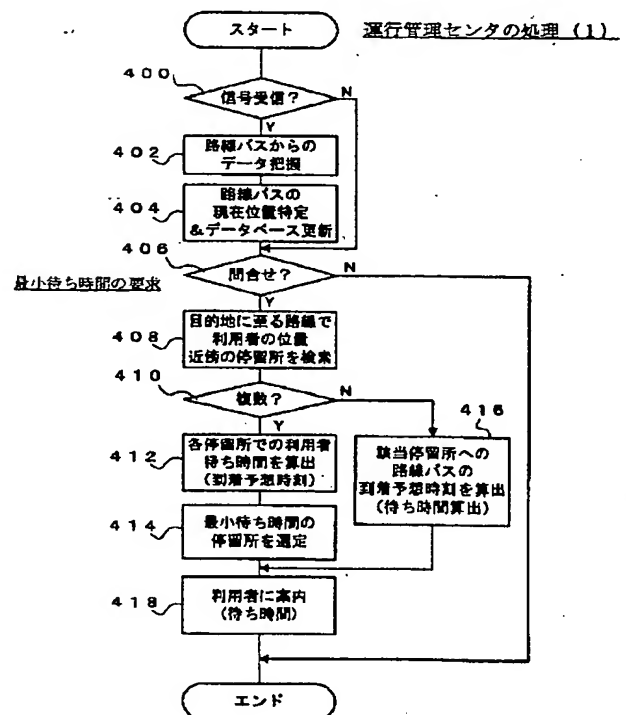 スタート
運行管理センタの処理 (1)
400
信号受信?
N
Y
402
路線バスからの
データ把握
404
路線バスの
現在位置特定
&データベース更新
406
問合せ?
N
最小待ち時間の要求
Y
408
目的地に至る路線で
利用者の位置
近傍の停留所を検索
410
複数?
N
Y
416
412
各停留所での利用者
待ち時間を算出
(到着予想時刻)
該当停留所への
路線バスの
到着予想時刻を算出
(待ち時間算出)
414
最小待ち時間の
停留所を選定
418
利用者に案内
(待ち時間)
エンド